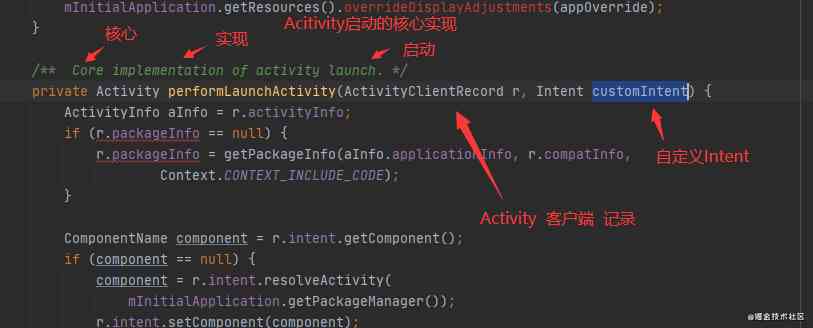 mInitialApplication.getResources().overrideDisplayAdjustments(appOverride);
}
Acitivity启动的核心实现
核心
实现
启动
/** Core implementation of activity launch. */
private Activity performLaunchActivity(ActivityClientRecord r, Intent customIntent) {
ActivityInfo aInfo = r.activityInfo;
if (r.packageInfo == null) {
r.packageInfo = getPackageInfo(aInfo.applicationInfo, r.compatInfo,
自定义Intent
Context.CONTEXT_INCLUDE_CODE);
}
Activity 客户端 记录
ComponentName component = r.intent.getComponent();
if (component == null) {
component = r.intent.resolveActivity(
mInitialApplication.getPackageManager());
r.intent.setComponent(component);
@掘金技术社区